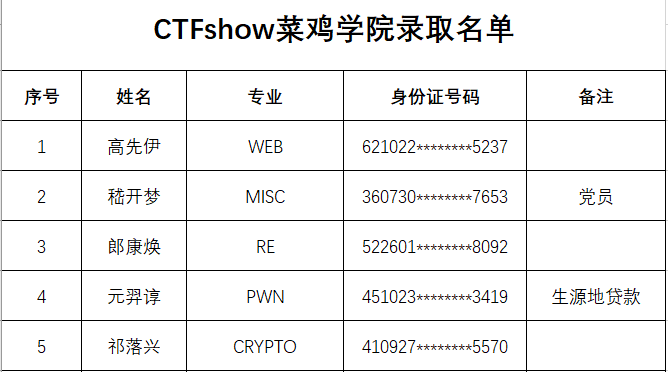 CTFshow菜鸡学院录取名单
序号 姓名 专业 身份证号码 备注
1 高先伊 WEB 621022********5237
2 嵇开梦 MISC 360730********7653 党员
3 郎康焕 RE 522601********8092
4 元羿谆 PWN 451023********3419 生源地贷款
5 祁落兴 CRYPTO 410927********5570